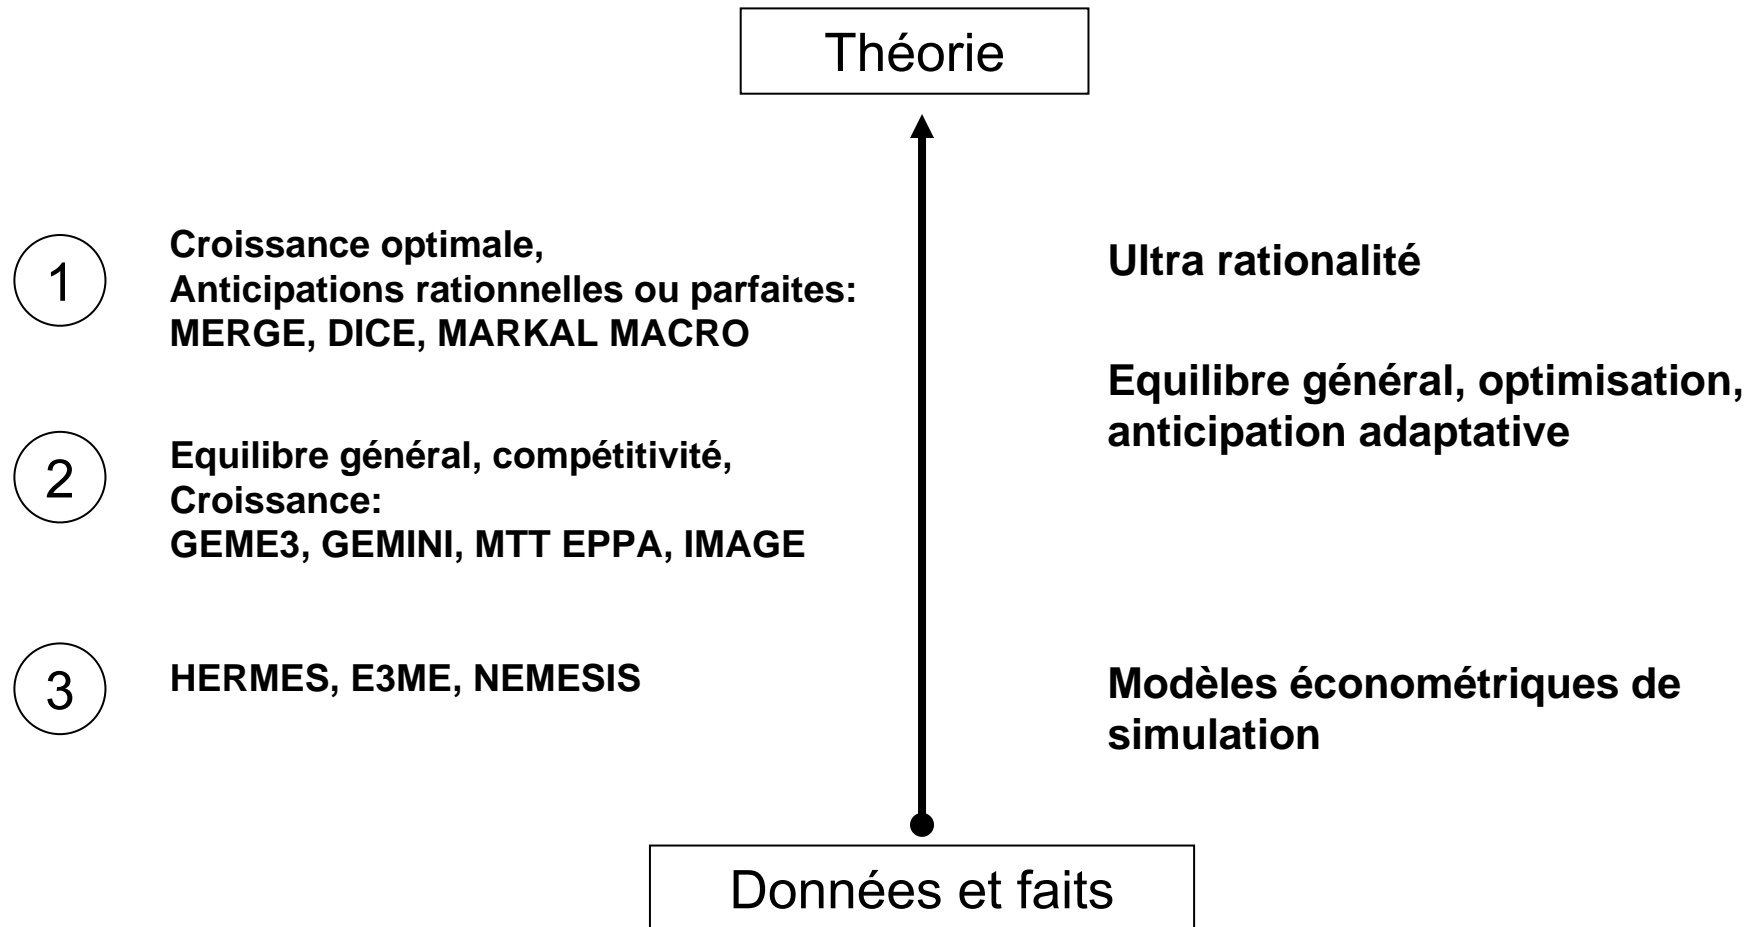 Théorie
1
Croissance optimale,
Anticipations rationnelles ou parfaites:
MERGE, DICE, MARKAL MACRO
Ultra rationalité
Equilibre général, optimisation,
anticipation adaptative
2
Equilibre général, compétitivité,
Croissance:
GEME3, GEMINI, MTT EPPA, IMAGE
3
HERMES, E3ME, NEMESIS
Modèles économétriques de
simulation
Données et faits